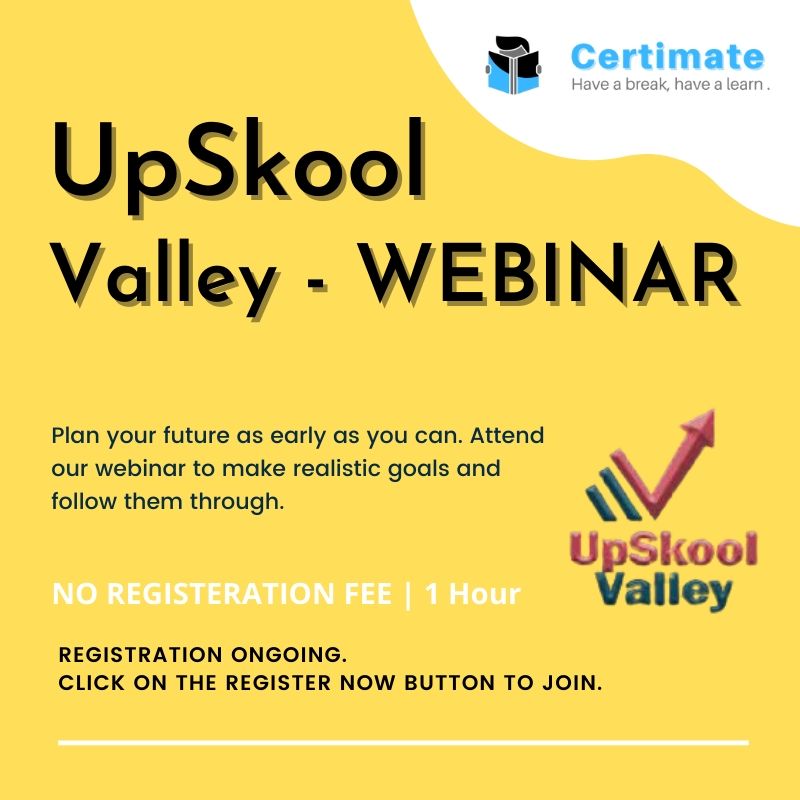 Certimate
Have a break, have a learn .
UpSkool
Valley - WEBINAR
Plan your future as early as you can. Attend
our webinar to make realistic goals and
follow them through.
UpSkool
Valley
NO REGISTERATION FEE | 1 Hour
REGISTRATION ONGOING.
CLICK ON THE REGISTER NOW BUTTON TO JOIN.